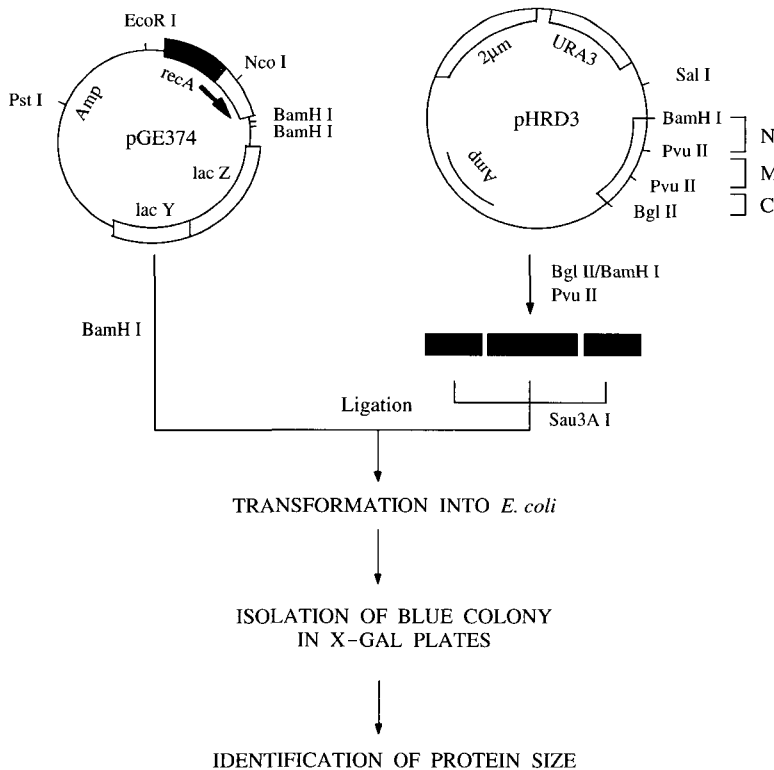 EcoR I
Nco I
recA
Pst I
Amp
BamH I
BamH I
pGE374
lac Z
lac Y
2µm
URA3
Sal I
pHRD3
BamH I
N
Pvu II
M
Pvu II
C
Bgl II
Amp
BamH I
Bgl II/BamH I
Pvu II
Ligation
Sau3A I
TRANSFORMATION INTO E. coli
ISOLATION OF BLUE COLONY
IN X-GAL PLATES
IDENTIFICATION OF PROTEIN SIZE